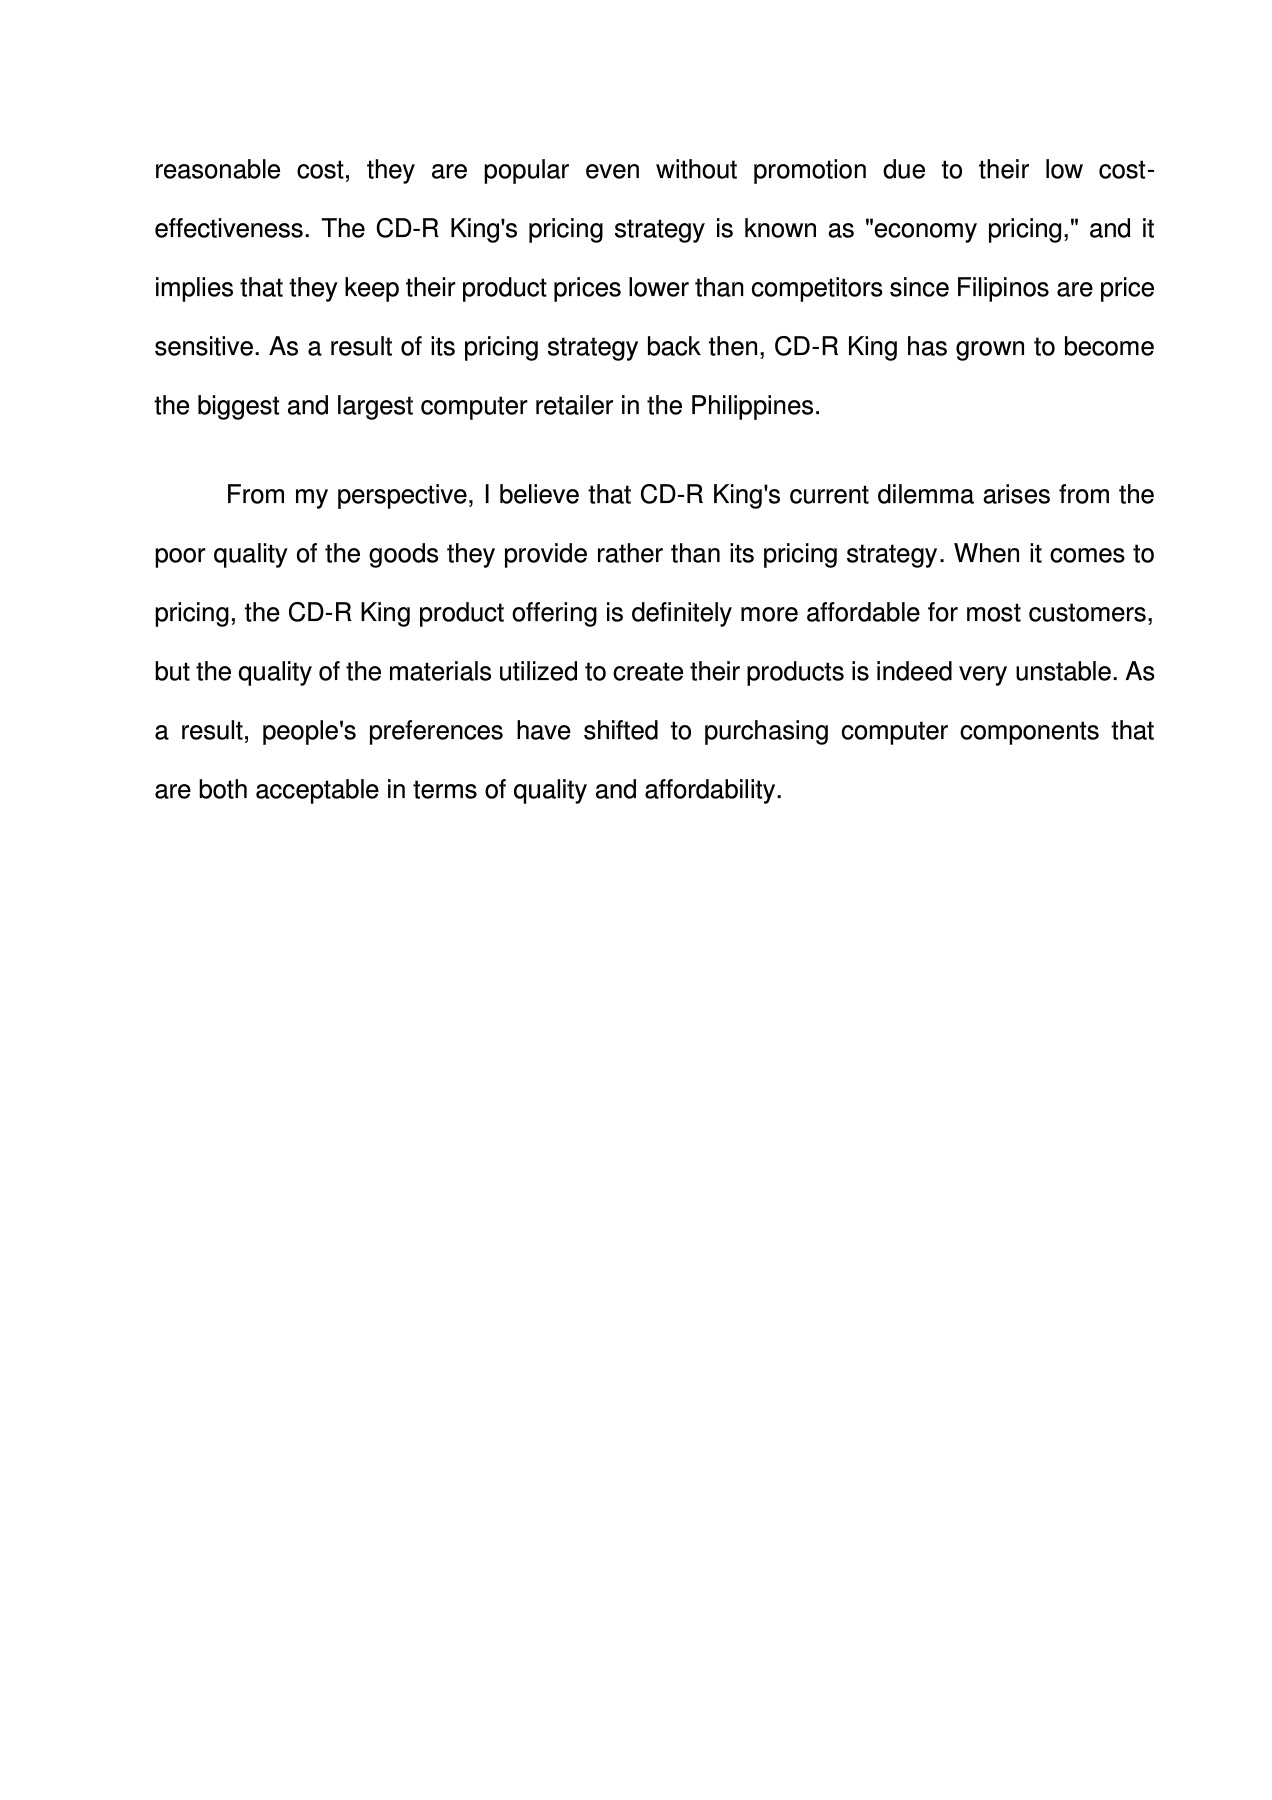 reasonable cost, they are popular even without promotion due to their low cost-
effectiveness. The CD-R King's pricing strategy is known as "economy pricing," and it
implies that they keep their product prices lower than competitors since Filipinos are price
sensitive. As a result of its pricing strategy back then, CD-R King has grown to become
the biggest and largest computer retailer in the Philippines.
From my perspective, I believe that CD-R King's current dilemma arises from the
poor quality of the goods they provide rather than its pricing strategy. When it comes to
pricing, the CD-R King product offering is definitely more affordable for most customers,
but the quality of the materials utilized to create their products is indeed very unstable. As
a result, people's preferences have shifted to purchasing computer components that
are both acceptable in terms of quality and affordability.